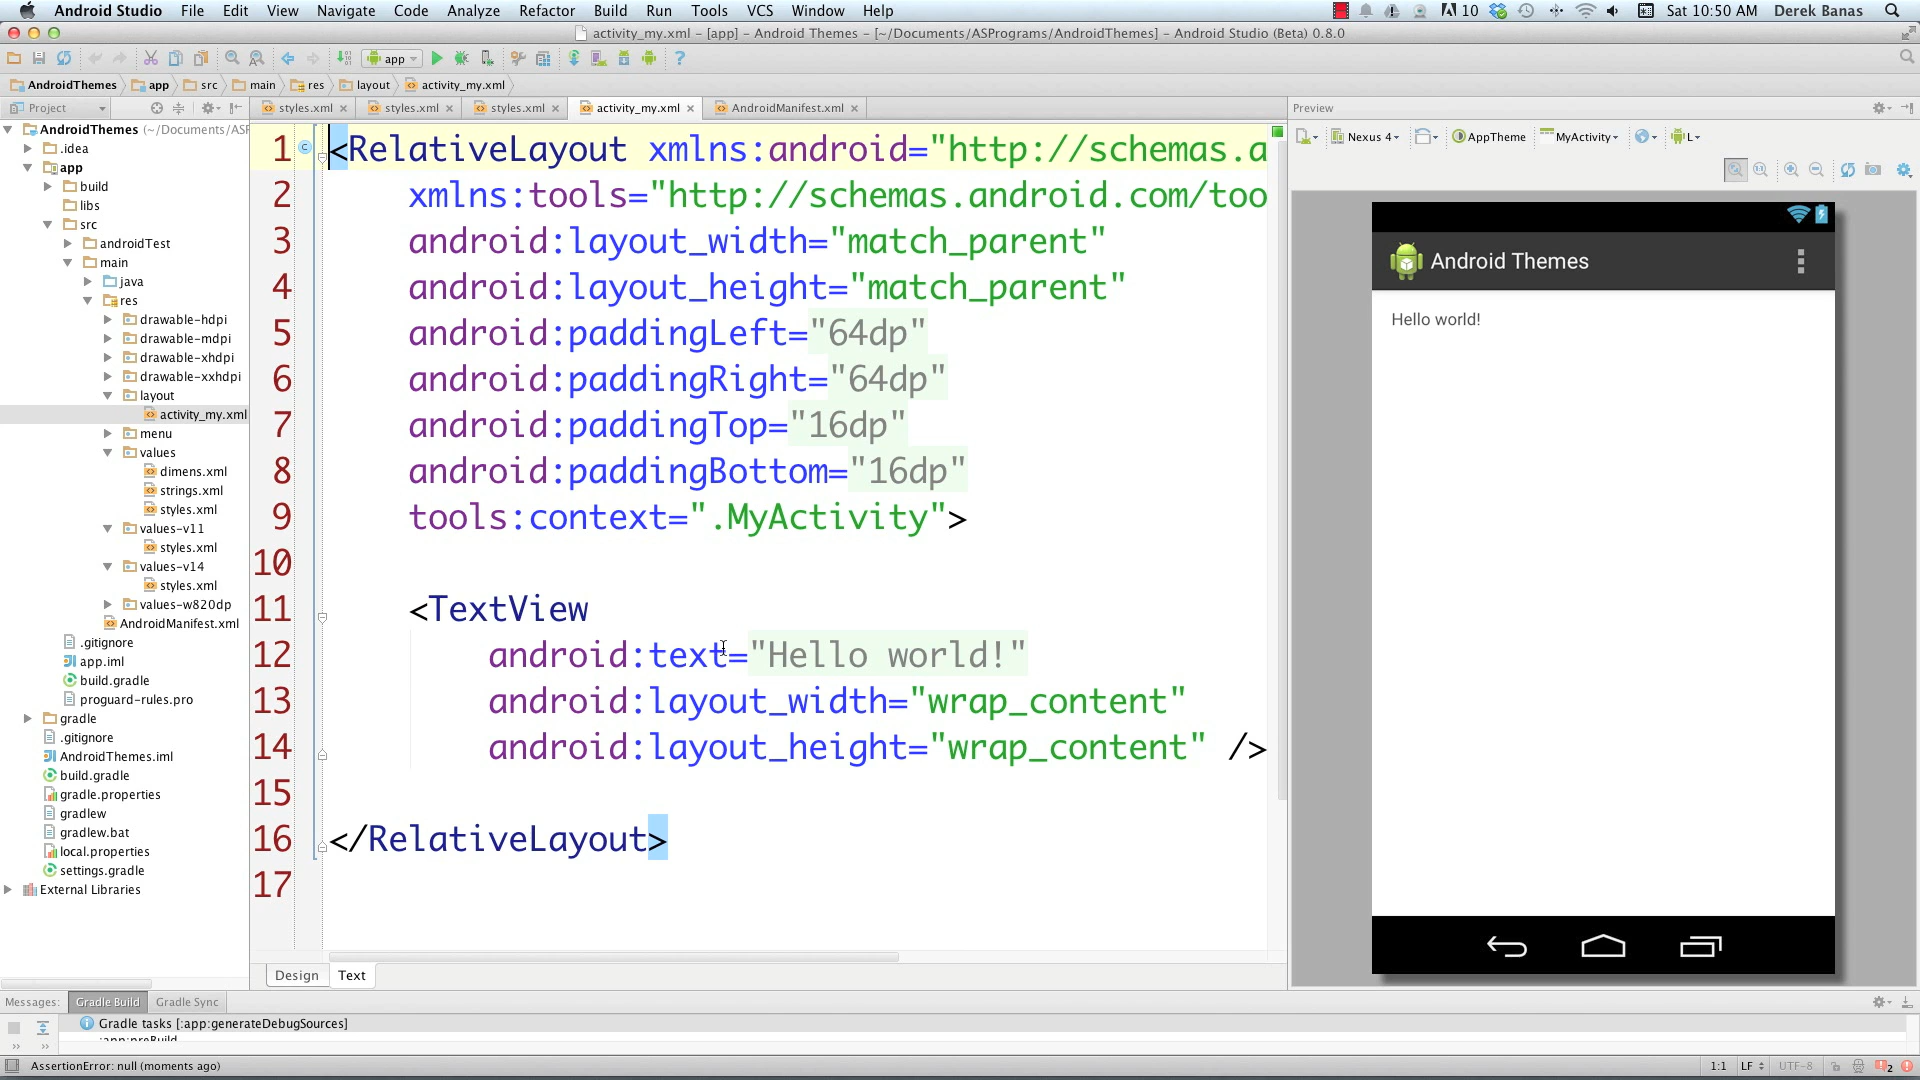 Android Studio File Edit View Navigate Code Analyze Refactor Build Run Tools VCS Window Help 10 Sat 10:50 AM Derek Banas
activity_my.xml - [app] - Android Themes - [~/Documents/ASPrograms/AndroidThemes] - Android Studio (Beta) 0.8.0
app
AndroidThemes app src main res layout activity_my.xml
Project
styles.xml styles.xml styles.xml activity_my.xml AndroidManifest.xml
Preview
AndroidThemes (~/Documents/ASF
.idea
app
build
libs
src
androidTest
main
java
res
drawable-hdpi
drawable-mdpi
drawable-xhdpi
drawable-xxhdpi
layout
activity_my.xml
menu
values
dimens.xml
strings.xml
styles.xml
values-v11
styles.xml
values-v14
styles.xml
values-w820dp
AndroidManifest.xml
.gitignore
app.iml
build.gradle
proguard-rules.pro
gradle
.gitignore
AndroidThemes.iml
build.gradle
gradle.properties
gradlew
gradlew.bat
local.properties
settings.gradle
External Libraries
1 <RelativeLayout xmlns:android="http://schemas.a
2 xmlns:tools="http://schemas.android.com/too
3 android:layout_width="match_parent"
4 android:layout_height="match_parent"
5 android:paddingLeft="64dp"
6 android:paddingRight="64dp"
7 android:paddingTop="16dp"
8 android:paddingBottom="16dp"
9 tools:context=".MyActivity">
10
11 <TextView
12 android:text="Hello world!"
13 android:layout_width="wrap_content"
14 android:layout_height="wrap_content" />
15
16 </RelativeLayout>
17
Design Text
Nexus 4 AppTheme MyActivity L
Android Themes
Hello world!
Messages: Gradle Build Gradle Sync
Gradle tasks [:app:generateDebugSources]
:app:preBuild
AssertionError: null (moments ago)
1:1 LF UTF-8 2